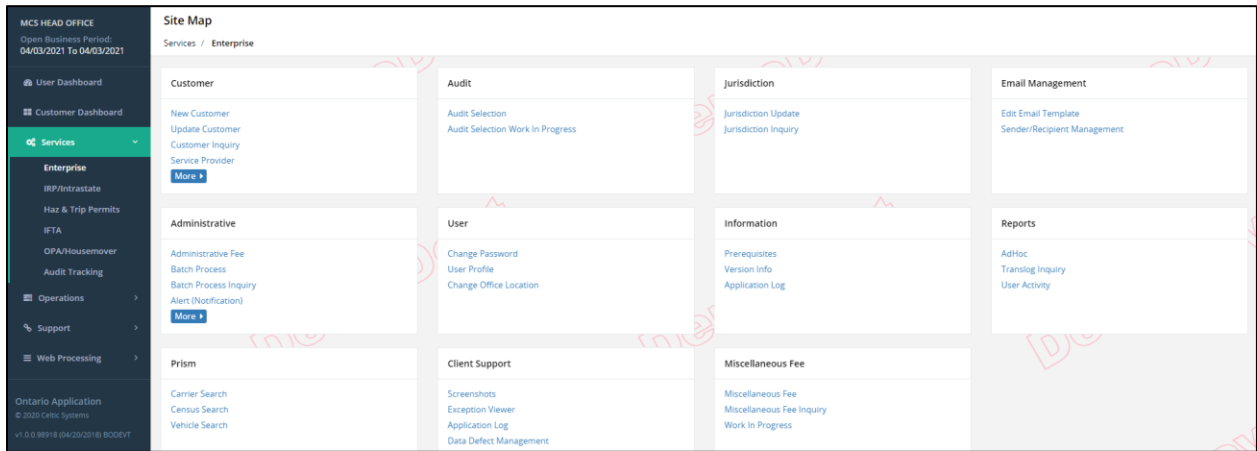 MCS HEAD OFFICE
Open Business Period:
04/03/2021 To 04/03/2021
User Dashboard
Customer Dashboard
Services
Enterprise
IRP/Intrastate
Haz & Trip Permits
IFTA
OPA/Housemover
Audit Tracking
Operations
Support
Web Processing
Ontario Application
© 2020 Celtic Systems
v1.0.0.98918 (04/20/2018) BODEVT
Site Map
Services / Enterprise
Customer
New Customer
Update Customer
Customer Inquiry
Service Provider
More
Audit
Audit Selection
Audit Selection Work In Progress
Jurisdiction
Jurisdiction Update
Jurisdiction Inquiry
Email Management
Edit Email Template
Sender/Recipient Management
Administrative
Administrative Fee
Batch Process
Batch Process Inquiry
Alert (Notification)
More
User
Change Password
User Profile
Change Office Location
Information
Prerequisites
Version Info
Application Log
Reports
AdHoc
Translog Inquiry
User Activity
Prism
Carrier Search
Census Search
Vehicle Search
Client Support
Screenshots
Exception Viewer
Application Log
Data Defect Management
Miscellaneous Fee
Miscellaneous Fee
Miscellaneous Fee Inquiry
Work In Progress